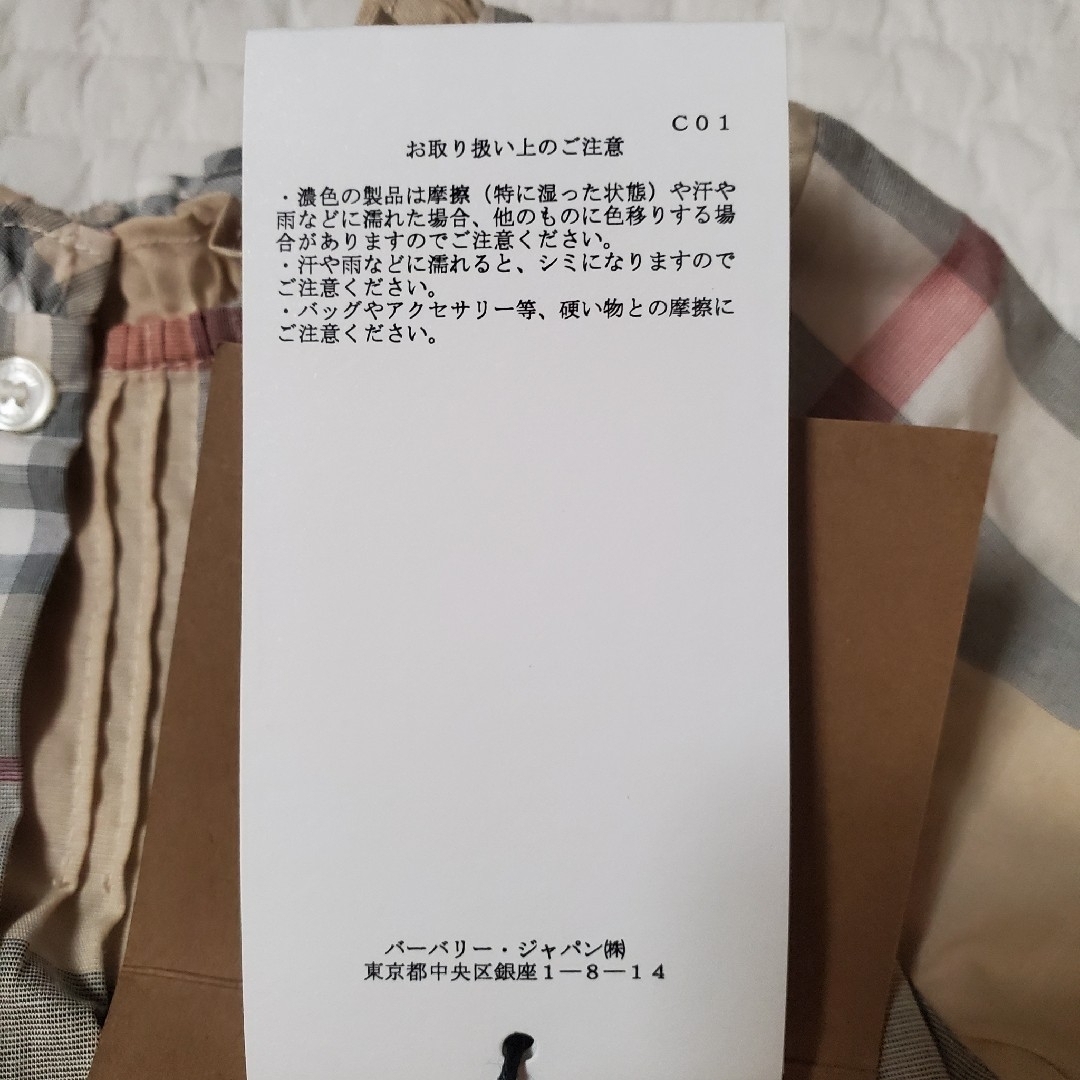 C01
お取り扱い上のご注意
・濃色の製品は摩擦（特に湿った状態）や汗や
雨などに濡れた場合、他のものに色移りする場
合がありますのでご注意ください。
・汗や雨などに濡れると、シミになりますので
ご注意ください。
・バッグやアクセサリー等、硬い物との摩擦に
ご注意ください。
バーバリー・ジャパン㈱
東京都中央区銀座1―8―14